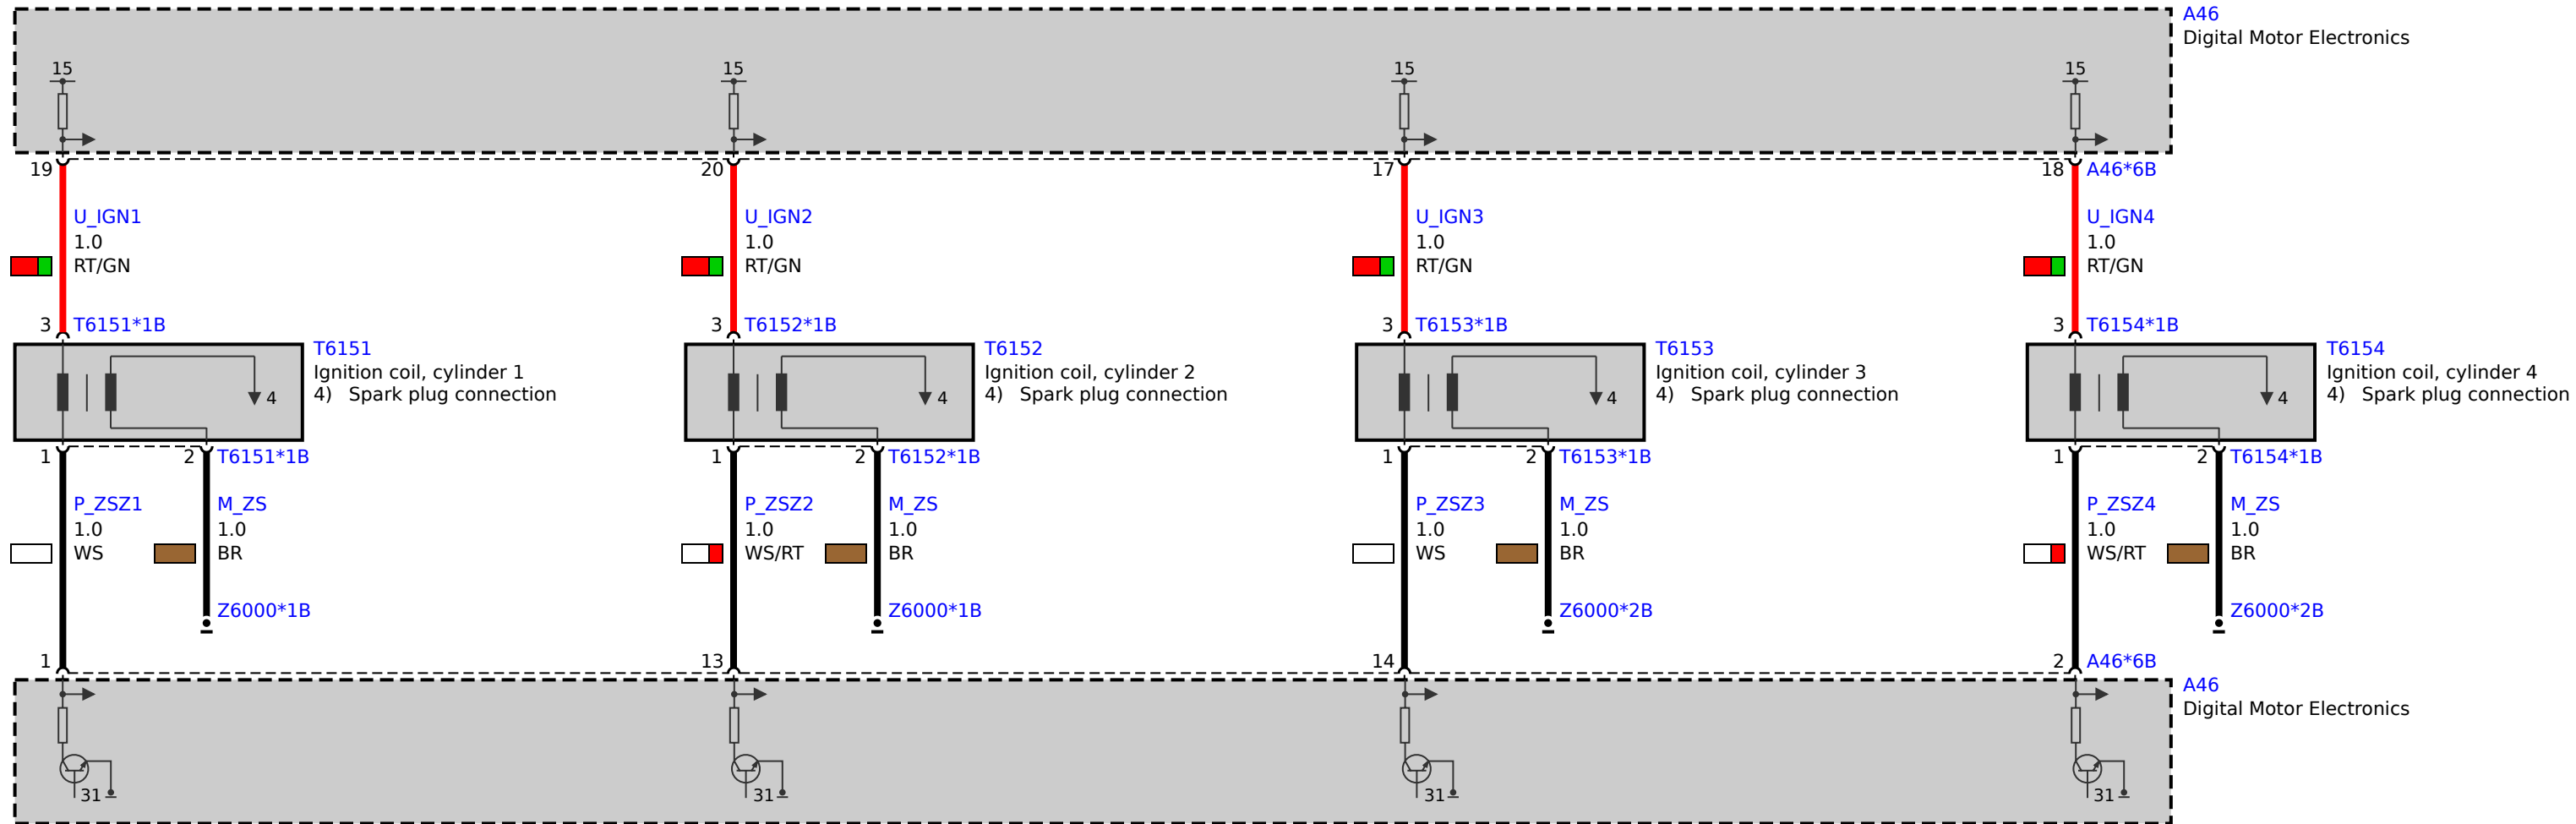 A46
Digital Motor Electronics
15 15 15 15
19 20 17 18 A46*6B
U_IGN1 U_IGN2 U_IGN3 U_IGN4
1.0 1.0 1.0 1.0
RT/GN RT/GN RT/GN RT/GN
3 T6151*1B 3 T6152*1B 3 T6153*1B 3 T6154*1B
T6151 T6152 T6153 T6154
Ignition coil, cylinder 1 Ignition coil, cylinder 2 Ignition coil, cylinder 3 Ignition coil, cylinder 4
4 4) Spark plug connection 4 4) Spark plug connection 4 4) Spark plug connection 4 4) Spark plug connection
1 2 T6151*1B 1 2 T6152*1B 1 2 T6153*1B 1 2 T6154*1B
P_ZSZ1 M_ZS P_ZSZ2 M_ZS P_ZSZ3 M_ZS P_ZSZ4 M_ZS
1.0 1.0 1.0 1.0 1.0 1.0 1.0 1.0
WS BR WS/RT BR WS BR WS/RT BR
Z6000*1B Z6000*1B Z6000*2B Z6000*2B
1 13 14 2 A46*6B
A46
Digital Motor Electronics
31 31 31 31